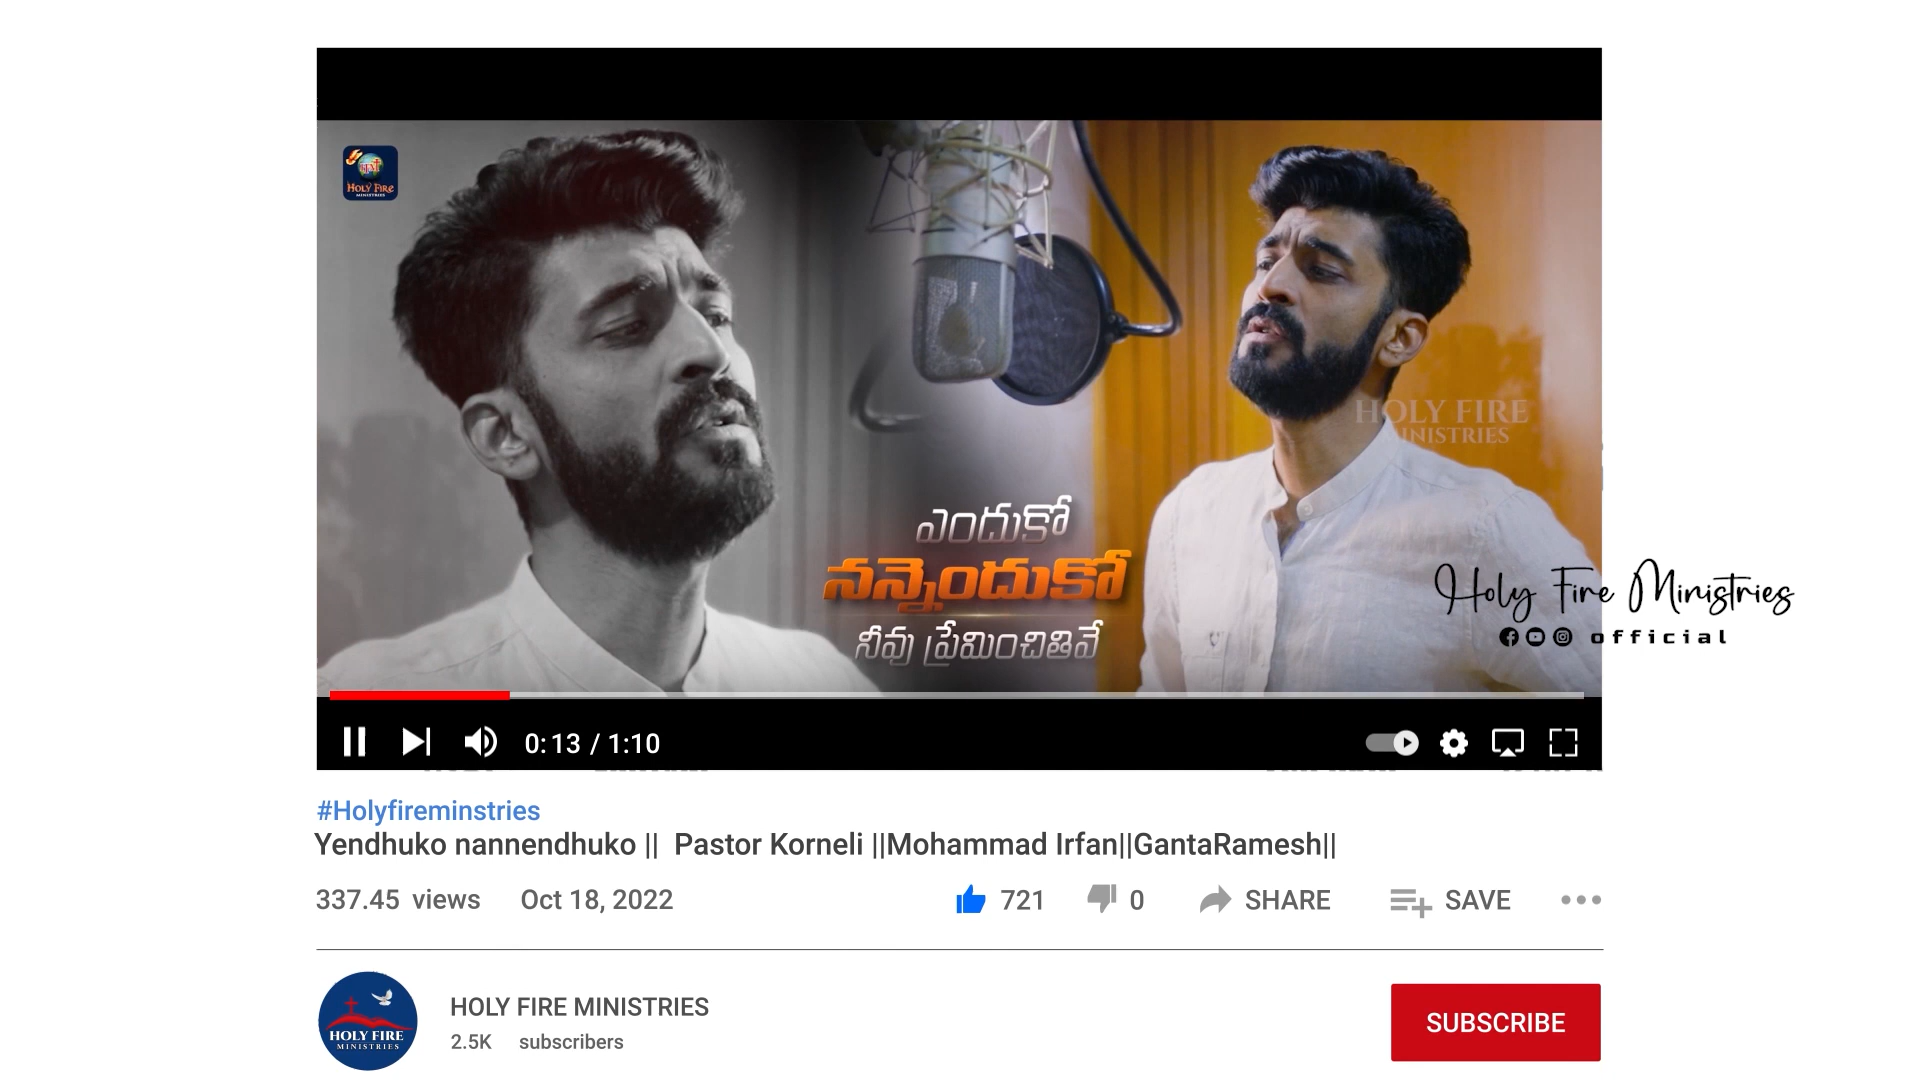 HOLY FIRE
MINISTRIES
HOLY FIRE
MINISTRIES
ఎందుకో
నన్నెందుకో
నీవు ప్రేమించితివే
Holy Fire Ministries
official
0:13 / 1:10
#Holyfireminstries
Yendhuko nannendhuko || Pastor Korneli ||Mohammad Irfan||GantaRamesh||
337.45 views Oct 18, 2022 721 0 SHARE SAVE
HOLY FIRE
MINISTRIES
HOLY FIRE MINISTRIES
2.5K subscribers
SUBSCRIBE